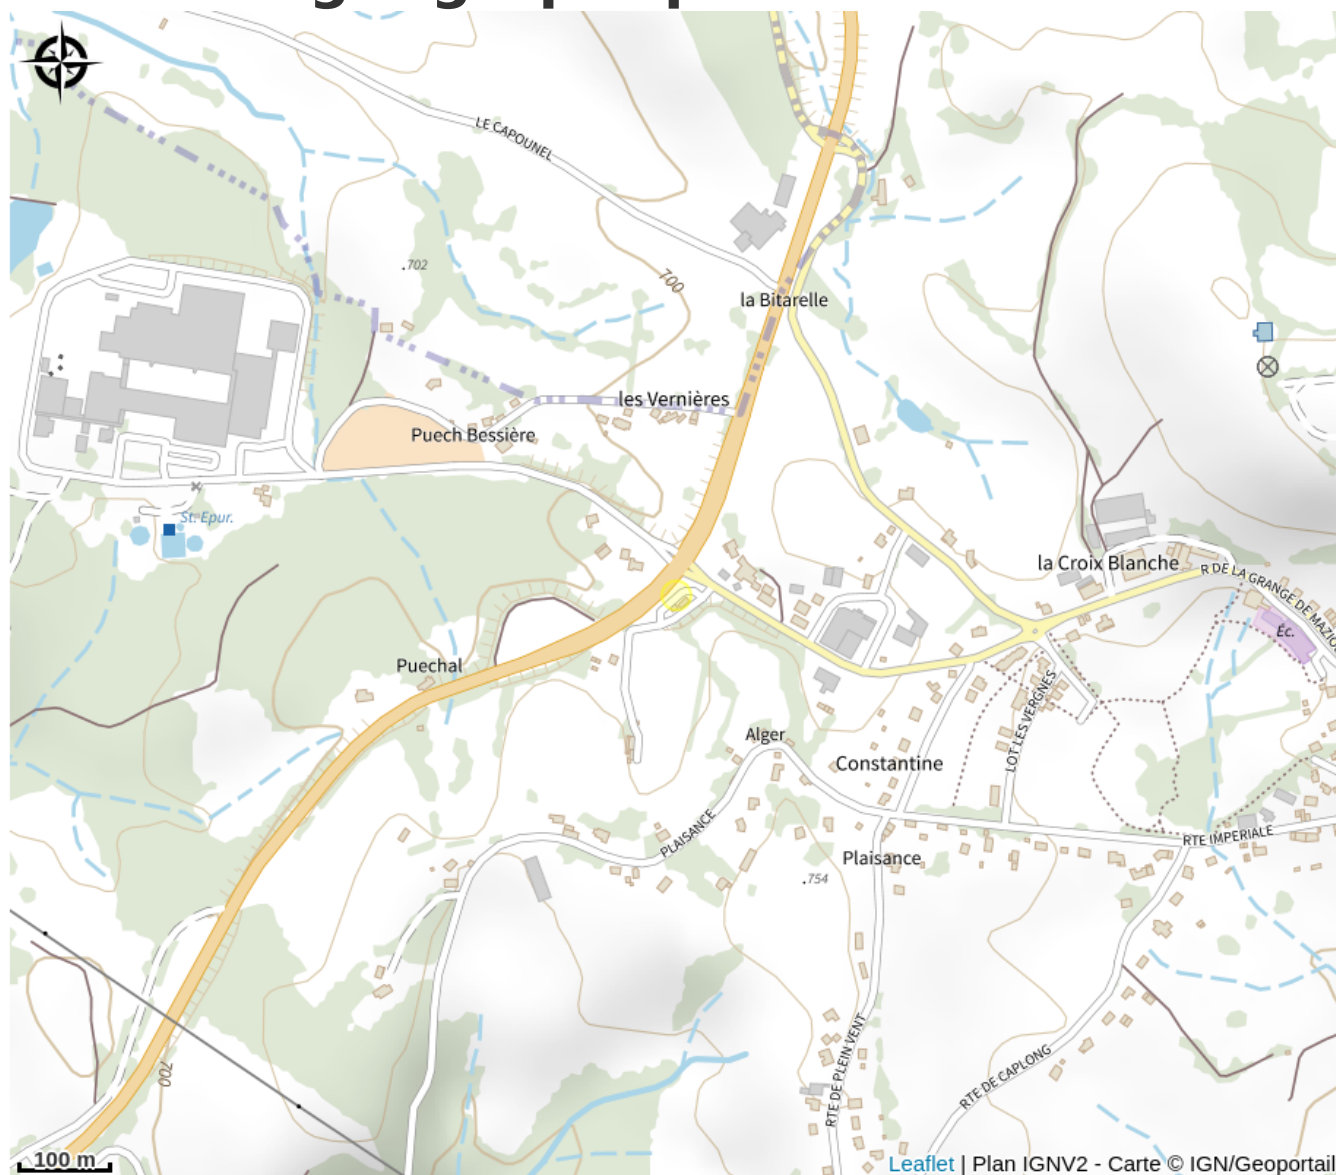 LE CAPOUNEL
702
700
la Bitarelle
les Vernières
Puech Bessière
St. Epur.
la Croix Blanche
R DE LA GRANGE DE MAZIC
Éc.
Puechal
LOT LES VERGNES
Alger
Constantine
PLAISANCE
RTE IMPERIALE
Plaisance
754
RTE DE PLEIN VENT
RTE DE CAPLONG
700
100 m
Leaflet | Plan IGNV2 - Carte © IGN/Geoportail